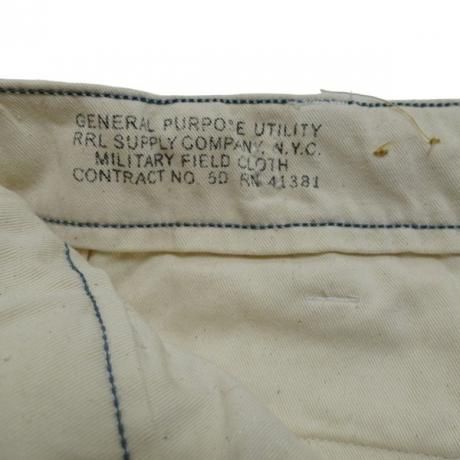 GENERAL PURPOSE UTILITY
RRL SUPPLY COMPANY, N.Y.C.
MILITARY FIELD CLOTH
CONTRACT NO. 5D RN 41381